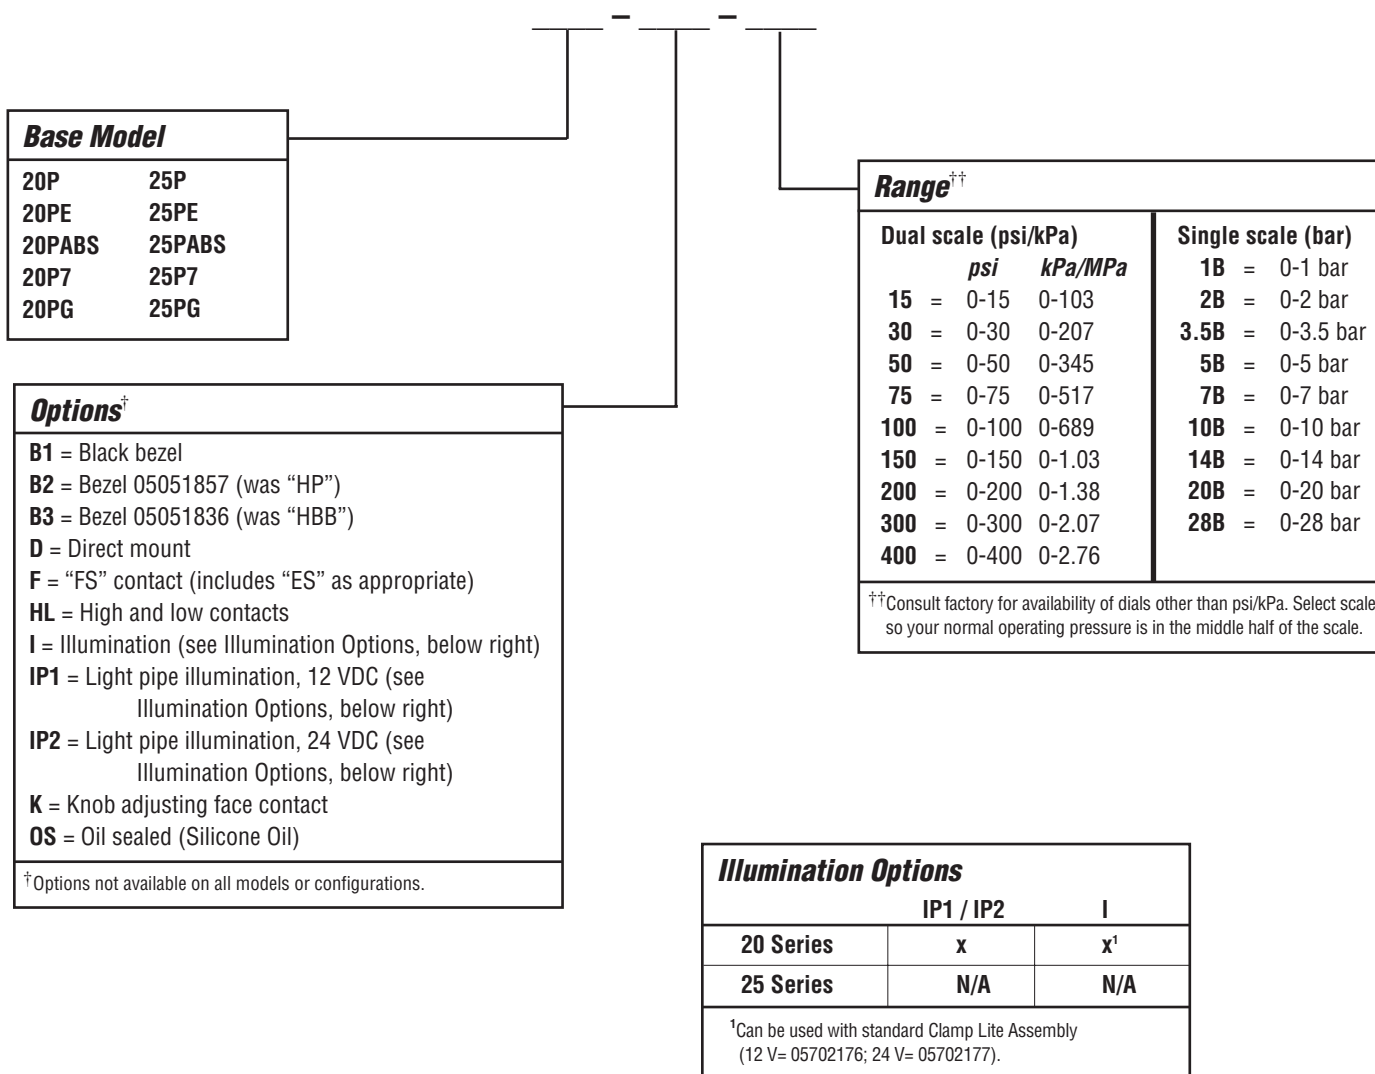 ____ – ____ – ____
Base Model
20P 25P
20PE 25PE
20PABS 25PABS
20P7 25P7
20PG 25PG
Options†
B1 = Black bezel
B2 = Bezel 05051857 (was “HP”)
B3 = Bezel 05051836 (was “HBB”)
D = Direct mount
F = “FS” contact (includes “ES” as appropriate)
HL = High and low contacts
I = Illumination (see Illumination Options, below right)
IP1 = Light pipe illumination, 12 VDC (see
Illumination Options, below right)
IP2 = Light pipe illumination, 24 VDC (see
Illumination Options, below right)
K = Knob adjusting face contact
OS = Oil sealed (Silicone Oil)
†Options not available on all models or configurations.
Range††
Dual scale (psi/kPa)
psi kPa/MPa
15 = 0-15 0-103
30 = 0-30 0-207
50 = 0-50 0-345
75 = 0-75 0-517
100 = 0-100 0-689
150 = 0-150 0-1.03
200 = 0-200 0-1.38
300 = 0-300 0-2.07
400 = 0-400 0-2.76
Single scale (bar)
1B = 0-1 bar
2B = 0-2 bar
3.5B = 0-3.5 bar
5B = 0-5 bar
7B = 0-7 bar
10B = 0-10 bar
14B = 0-14 bar
20B = 0-20 bar
28B = 0-28 bar
††Consult factory for availability of dials other than psi/kPa. Select scale
so your normal operating pressure is in the middle half of the scale.
Illumination Options
IP1 / IP2 I
20 Series x x¹
25 Series N/A N/A
¹Can be used with standard Clamp Lite Assembly
(12 V= 05702176; 24 V= 05702177).